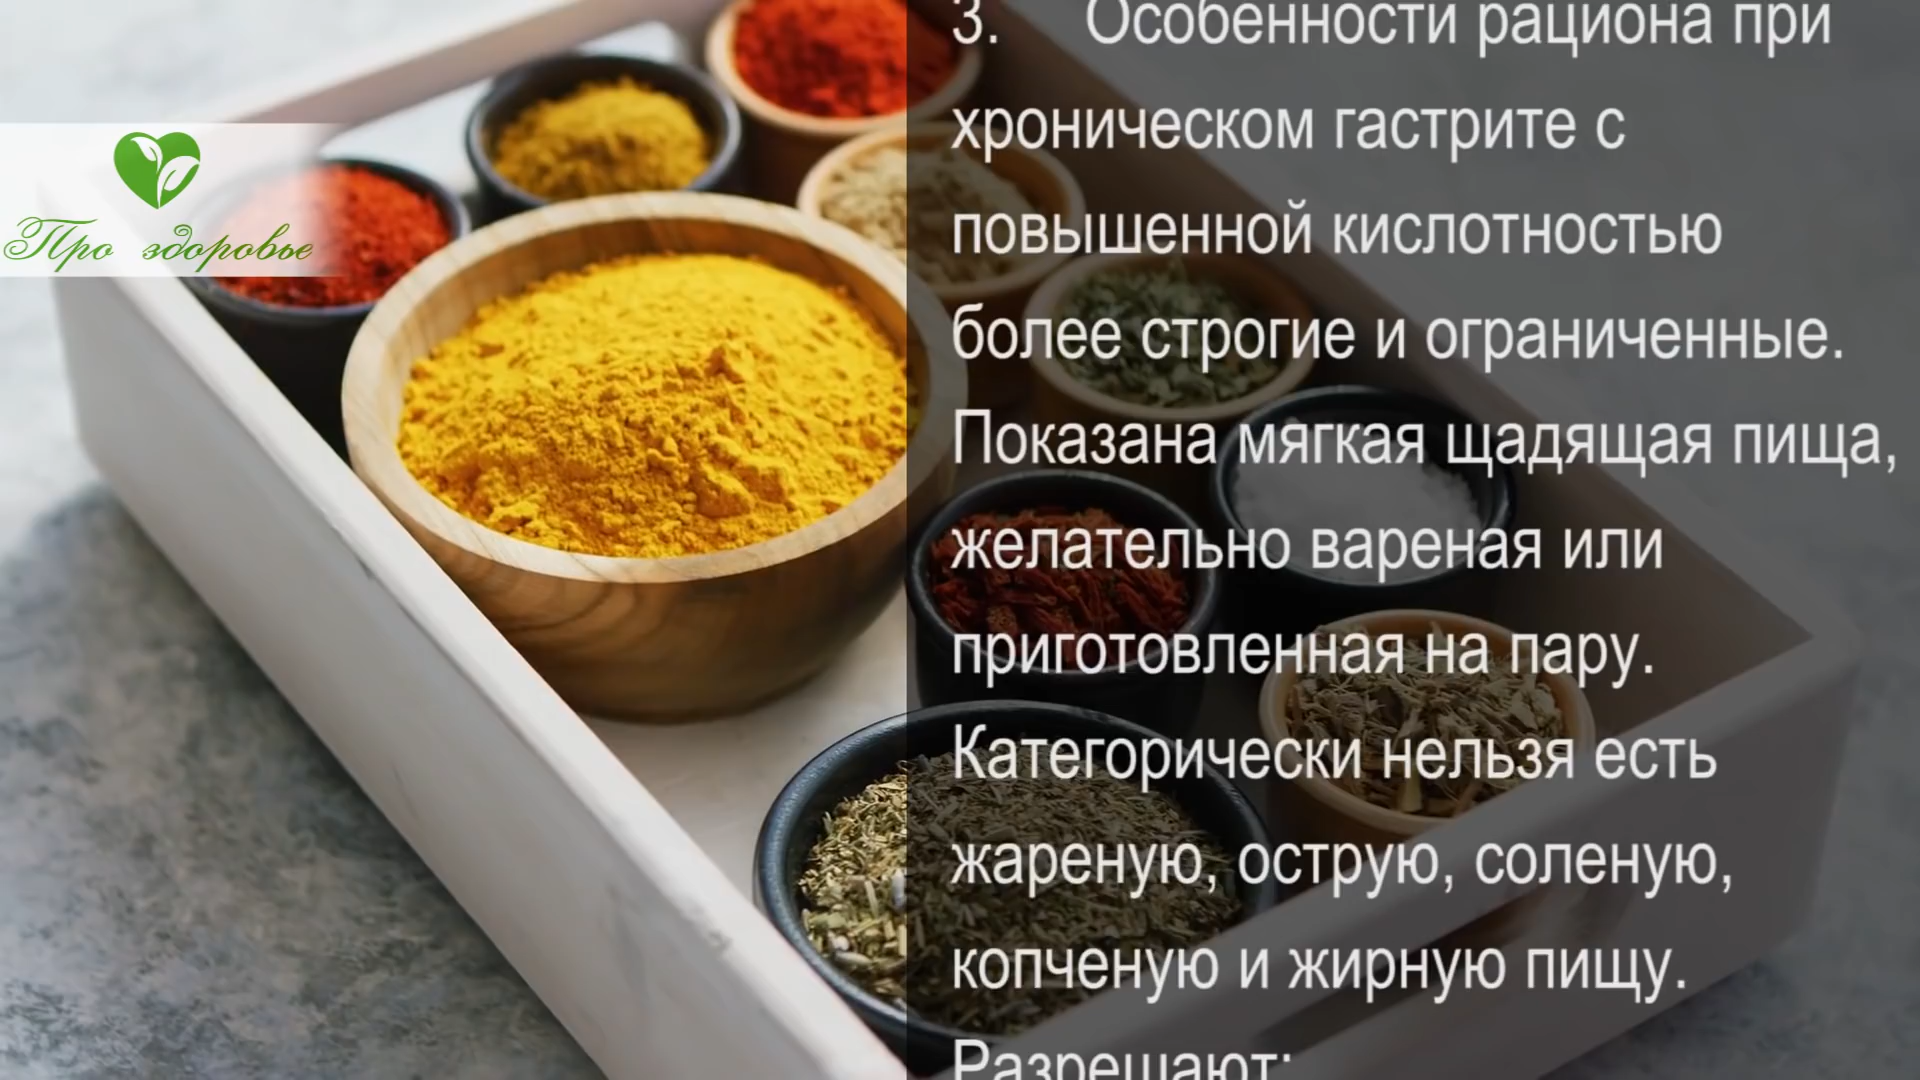 Про здоровье
3. Особенности рациона при
хроническом гастрите с
повышенной кислотностью
более строгие и ограниченные.
Показана мягкая щадящая пища,
желательно вареная или
приготовленная на пару.
Категорически нельзя есть
жареную, острую, соленую,
копченую и жирную пищу.
Разрешают: